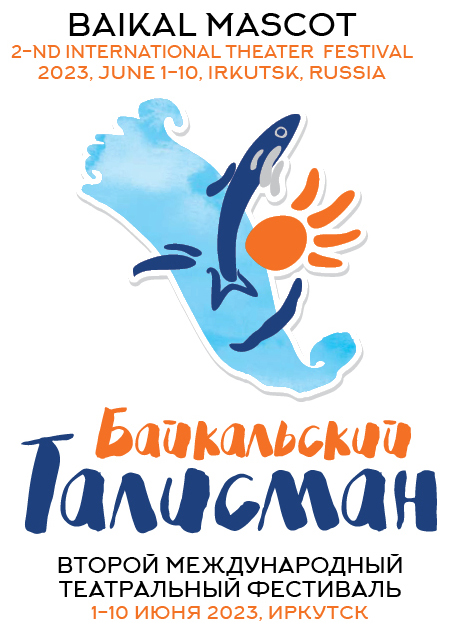 BAIKAL MASCOT
2-ND INTERNATIONAL THEATER FESTIVAL
2023, JUNE 1-10, IRKUTSK, RUSSIA
Байкальский
Талисман
ВТОРОЙ МЕЖДУНАРОДНЫЙ
ТЕАТРАЛЬНЫЙ ФЕСТИВАЛЬ
1-10 ИЮНЯ 2023, ИРКУТСК